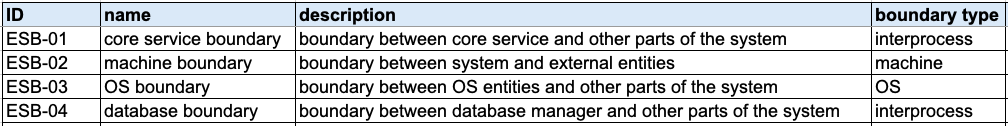 ID name description boundary type
ESB-01 core service boundary boundary between core service and other parts of the system interprocess
ESB-02 machine boundary boundary between system and external entities machine
ESB-03 OS boundary boundary between OS entities and other parts of the system OS
ESB-04 database boundary boundary between database manager and other parts of the system interprocess